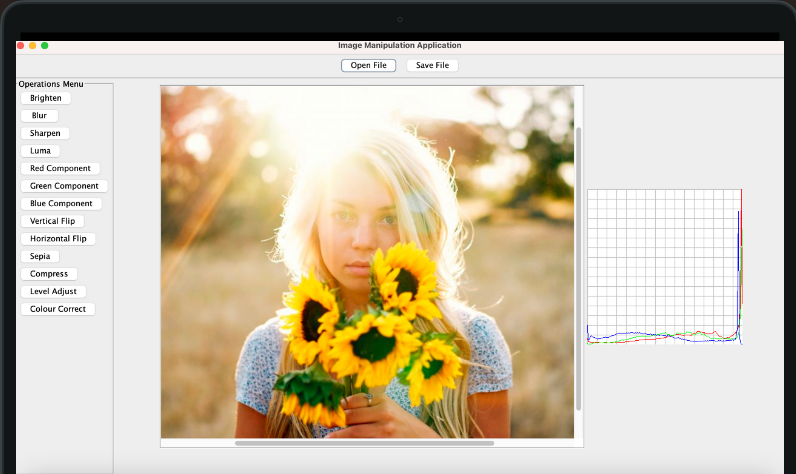 Image Manipulation Application
Open File
Save File
Operations Menu
Brighten
Blur
Sharpen
Luma
Red Component
Green Component
Blue Component
Vertical Flip
Horizontal Flip
Sepia
Compress
Level Adjust
Colour Correct